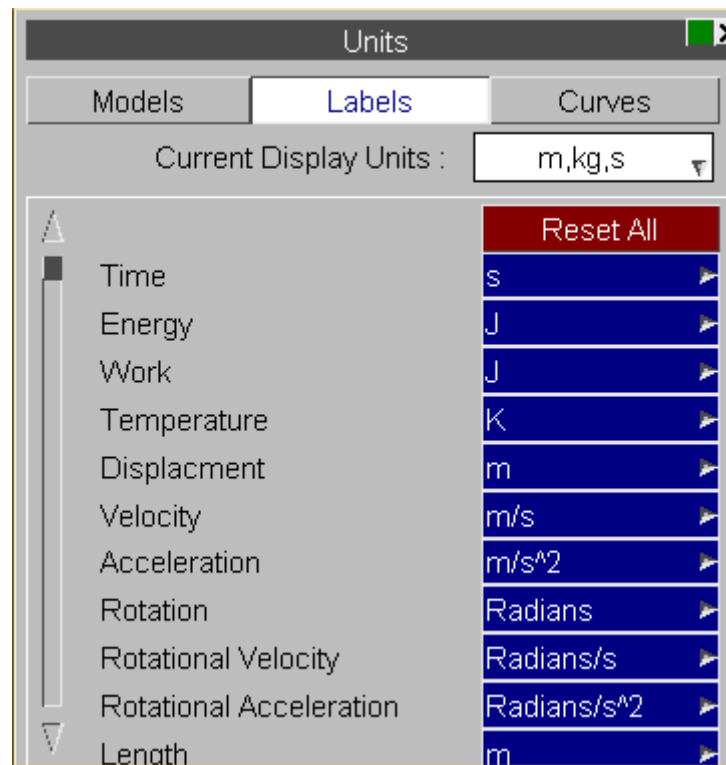 Units
Models Labels Curves
Current Display Units : m,kg,s
Reset All
Time s
Energy J
Work J
Temperature K
Displacment m
Velocity m/s
Acceleration m/s^2
Rotation Radians
Rotational Velocity Radians/s
Rotational Acceleration Radians/s^2
Length m